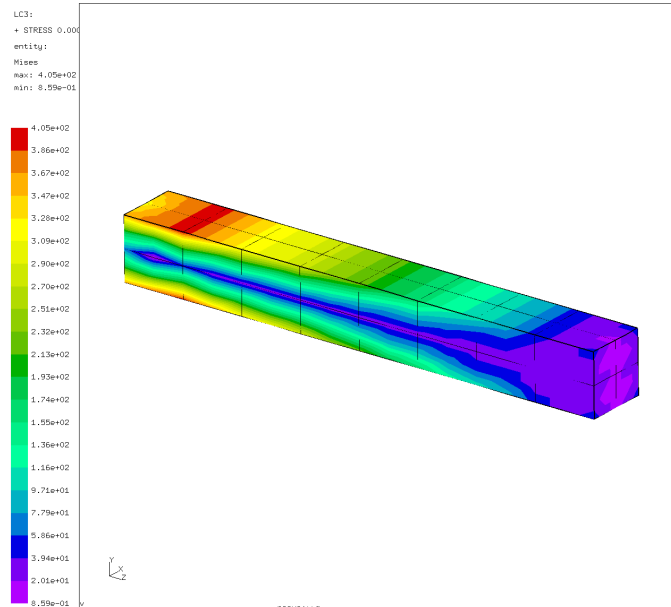 LC3:
+ STRESS 0.000
entity:
Mises
max: 4.05e+02
min: 8.59e-01
4.05e+02
3.86e+02
3.67e+02
3.47e+02
3.28e+02
3.09e+02
2.90e+02
2.70e+02
2.51e+02
2.32e+02
2.13e+02
1.93e+02
1.74e+02
1.55e+02
1.36e+02
1.16e+02
9.71e+01
7.79e+01
5.86e+01
3.94e+01
2.01e+01
8.59e-01
Y
X
Z